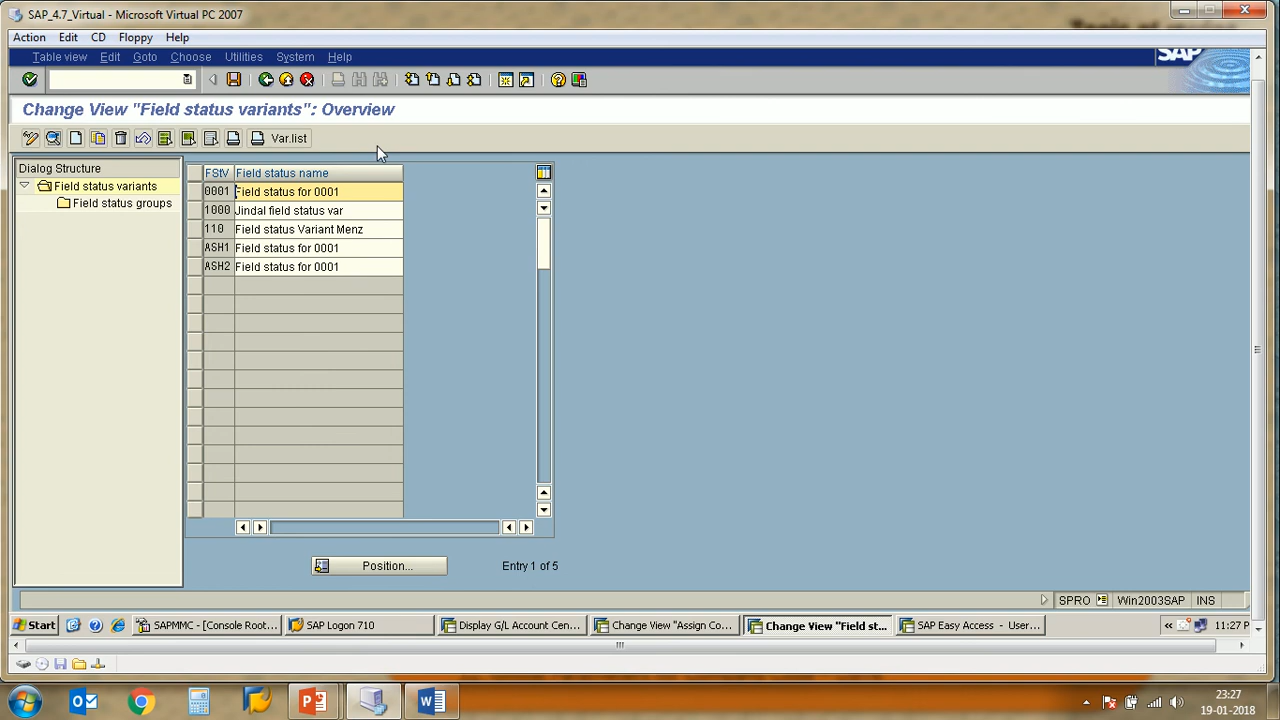 SAP_4.7_Virtual - Microsoft Virtual PC 2007
Action Edit CD Floppy Help
Table view Edit Goto Choose Utilities System Help
SAP
Change View "Field status variants": Overview
Var.list
Dialog Structure
Field status variants
Field status groups
FStV Field status name
0001 Field status for 0001
1000 Jindal field status var
110 Field status Variant Menz
ASH1 Field status for 0001
ASH2 Field status for 0001
Position... Entry 1 of 5
SPRO Win2003SAP INS
Start SAPMMC - [Console Root... SAP Logon 710 Display G/L Account Cen... Change View "Assign Co... Change View "Field st... SAP Easy Access - User... « 11:27 P
23:27
19-01-2018